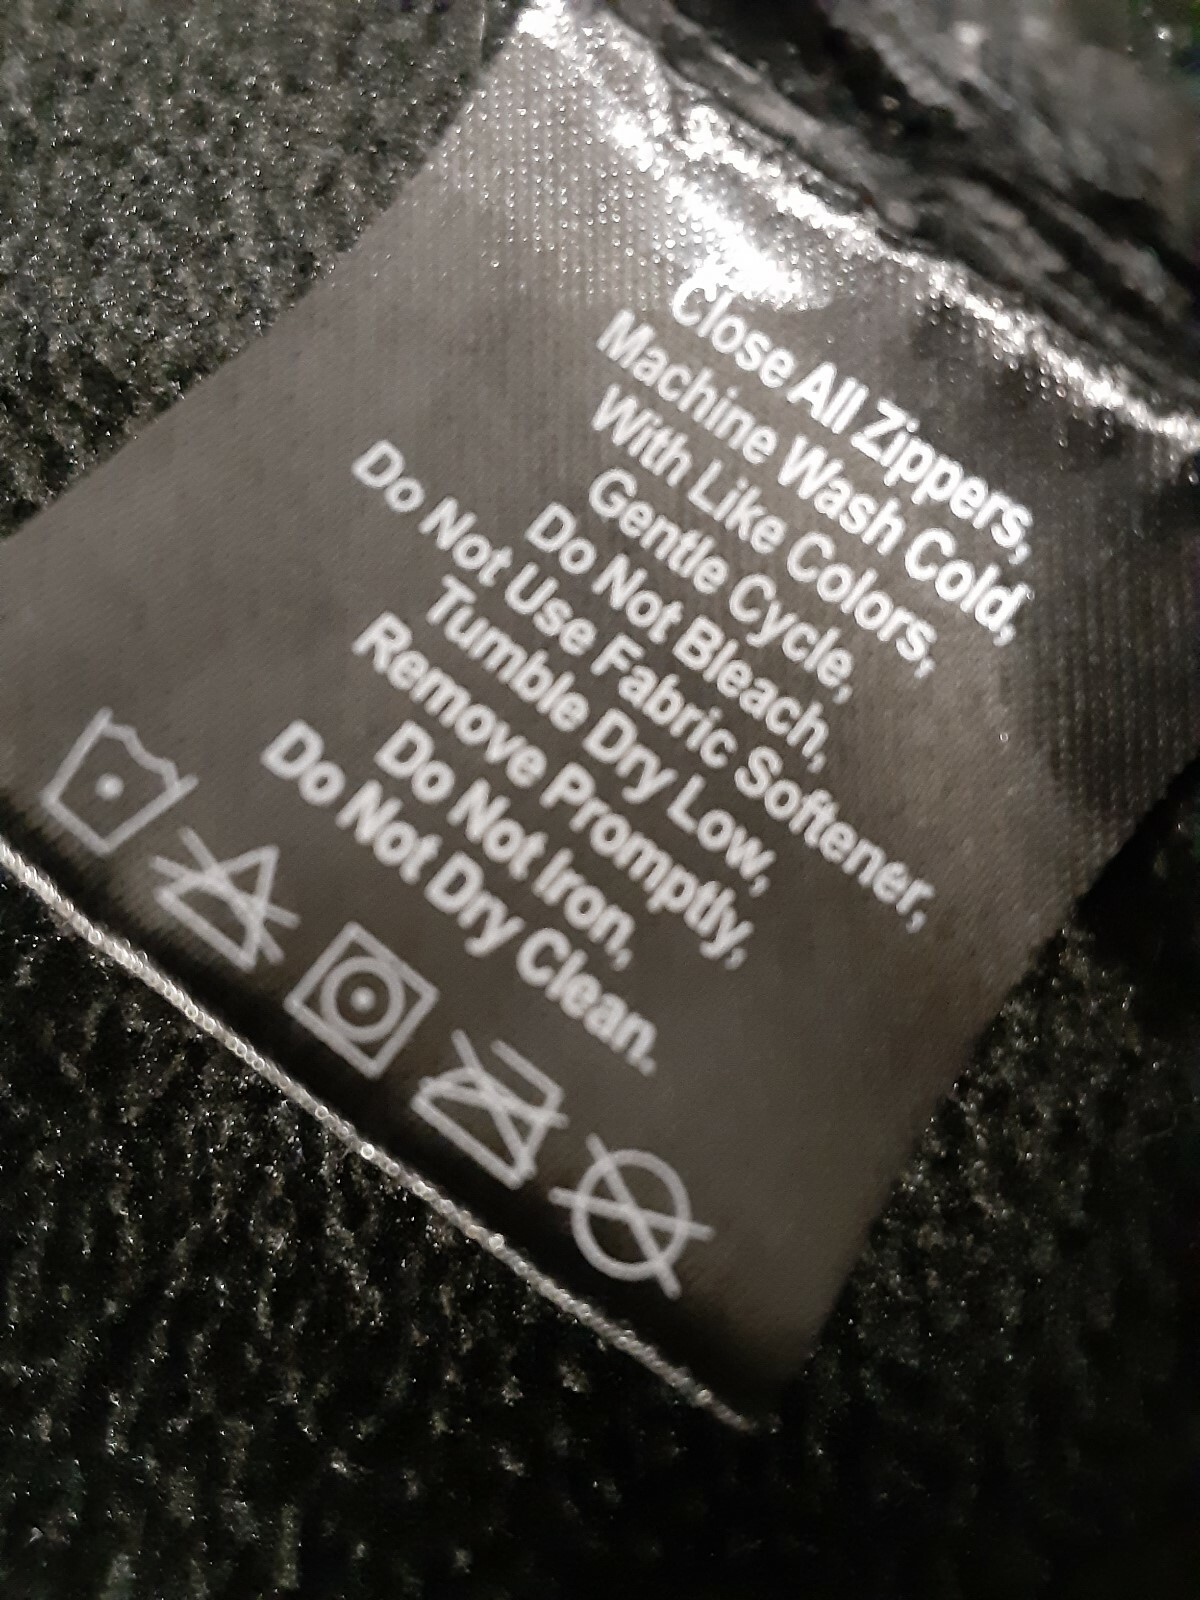 Close All Zippers,
Machine Wash Cold,
With Like Colors,
Gentle Cycle,
Do Not Bleach,
Do Not Use Fabric Softener,
Tumble Dry Low,
Remove Promptly,
Do Not Iron,
Do Not Dry Clean.